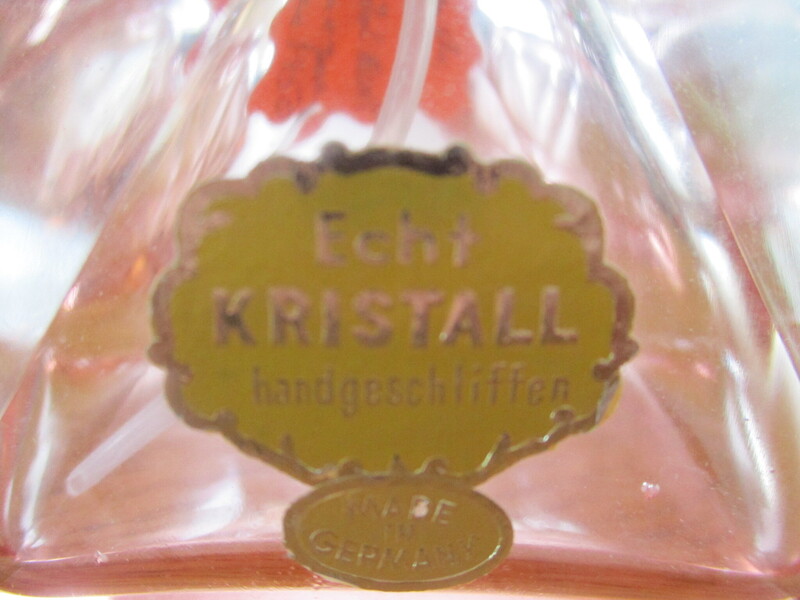 Echt
KRISTALL
handgeschliffen
MADE
IN
GERMANY